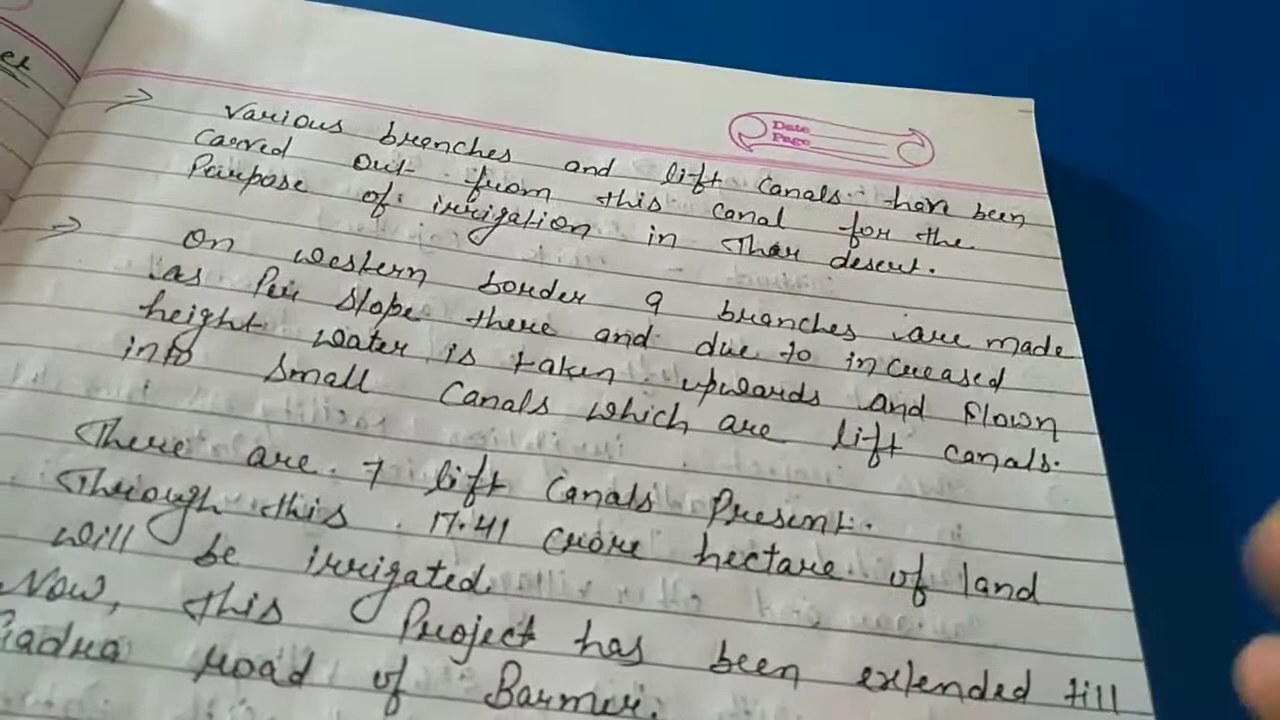 et
Date
Page
→ Various branches and lift canals have been
carved out from this canal for the
Purpose of irrigation in Thar desert.
→ On western border 9 branches are made
as per slope there and due to increased
height water is taken upwards and flown
into small canals which are lift canals.
There are 7 lift canals present.
Through this 17.41 crore hectare of land
will be irrigated.
Now, this Project has been extended till
Gadra road of Barmer.